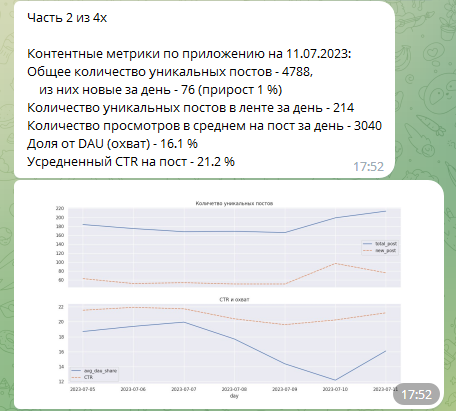 Часть 2 из 4х
Контентные метрики по приложению на 11.07.2023:
Общее количество уникальных постов - 4788,
из них новые за день - 76 (прирост 1 %)
Количество уникальных постов в ленте за день - 214
Количество просмотров в среднем на пост за день - 3040
Доля от DAU (охват) - 16.1 %
Усредненный CTR на пост - 21.2 %
17:52
Количетво уникальных постов
220
200
180
160
140
120
100
80
60
total_post
new_post
CTR и охват
22
20
18
16
14
12
avg_dau_share
CTR
2023-07-05 2023-07-06 2023-07-07 2023-07-08 2023-07-09 2023-07-10 2023-07-11
day
17:52